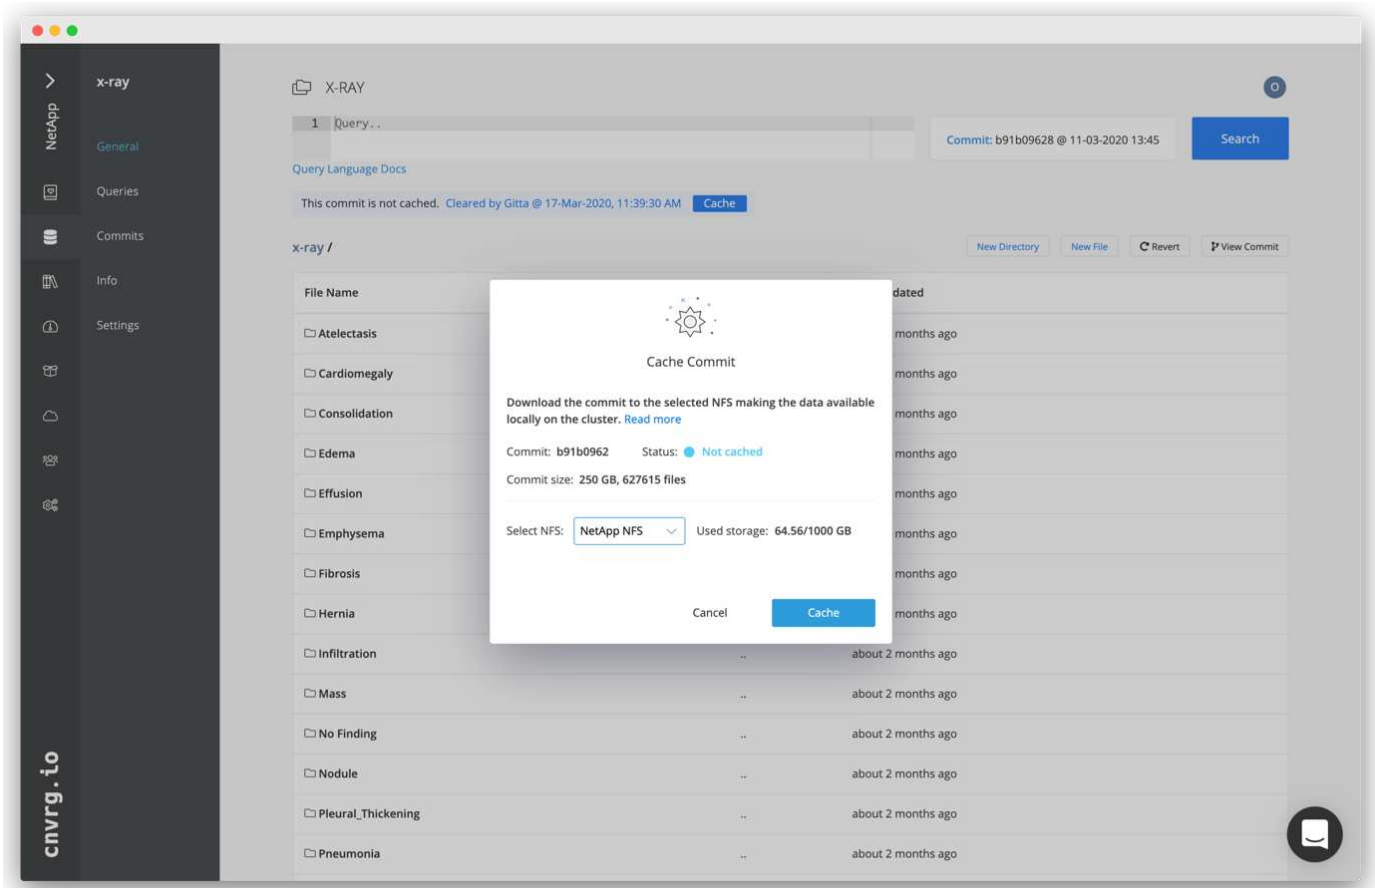 NetApp
x-ray
General
Queries
Commits
Info
Settings
cnvrg.io
X-RAY
O
1 Query..
Commit: b91b09628 @ 11-03-2020 13:45
Search
Query Language Docs
This commit is not cached. Cleared by Gitta @ 17-Mar-2020, 11:39:30 AM Cache
x-ray /
New Directory New File Revert View Commit
File Name dated
Atelectasis months ago
Cardiomegaly months ago
Consolidation months ago
Edema months ago
Effusion months ago
Emphysema months ago
Fibrosis months ago
Hernia months ago
Infiltration .. about 2 months ago
Mass .. about 2 months ago
No Finding .. about 2 months ago
Nodule .. about 2 months ago
Pleural_Thickening .. about 2 months ago
Pneumonia .. about 2 months ago
Cache Commit
Download the commit to the selected NFS making the data available
locally on the cluster. Read more
Commit: b91b0962 Status: Not cached
Commit size: 250 GB, 627615 files
Select NFS: NetApp NFS Used storage: 64.56/1000 GB
Cancel Cache